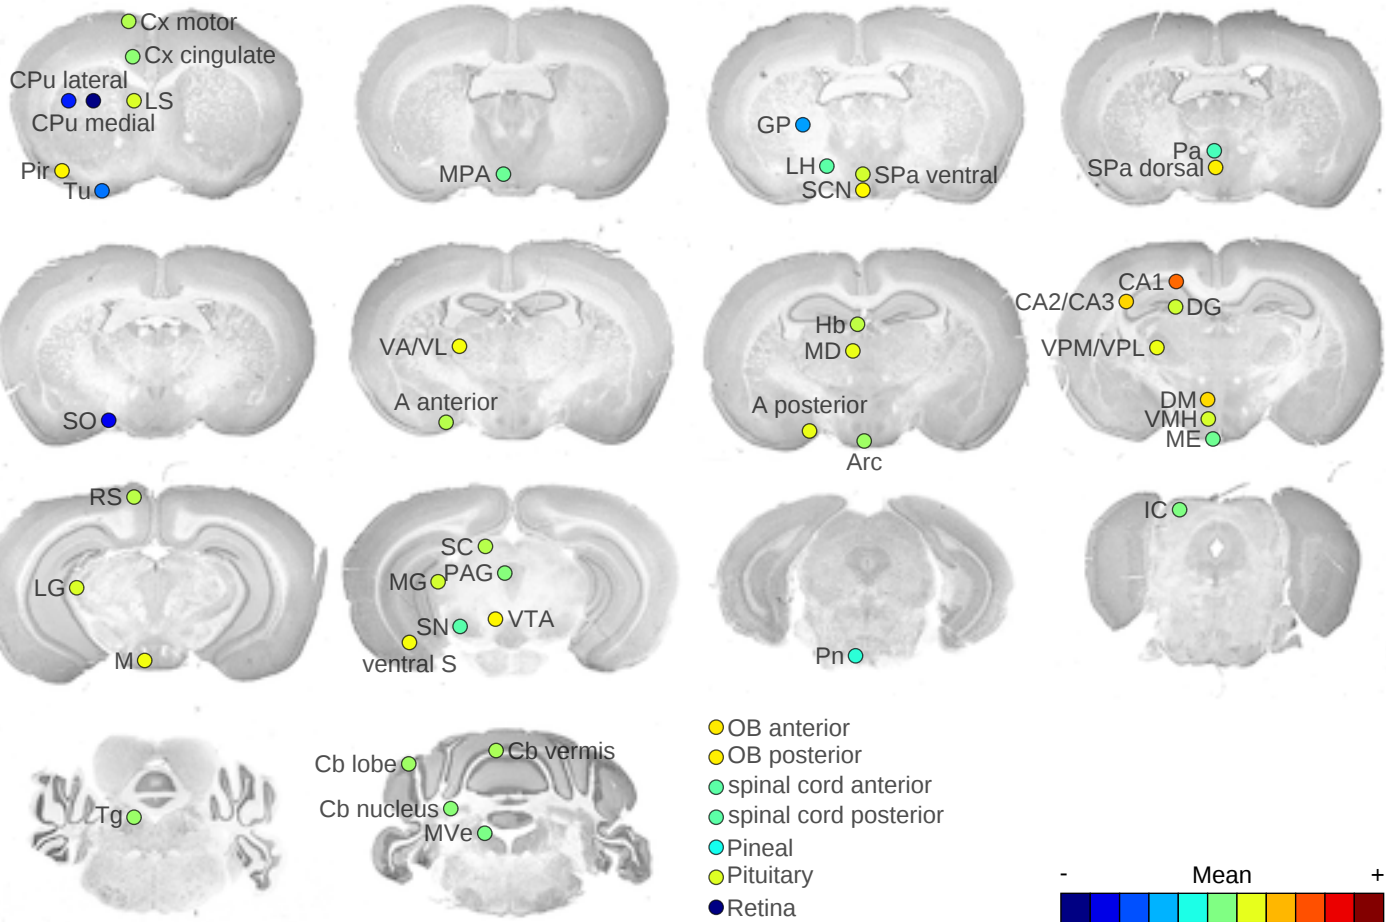 Cx motor
Cx cingulate
CPu lateral
LS
CPu medial
Pir
Tu
MPA
GP
LH
SPa ventral
SCN
Pa
SPa dorsal
SO
VA/VL
A anterior
Hb
MD
A posterior
Arc
CA1
CA2/CA3
DG
VPM/VPL
DM
VMH
ME
RS
LG
M
SC
PAG
MG
VTA
SN
ventral S
Pn
IC
Tg
Cb vermis
Cb lobe
Cb nucleus
MVe
OB anterior
OB posterior
spinal cord anterior
spinal cord posterior
Pineal
Pituitary
Retina
- Mean +